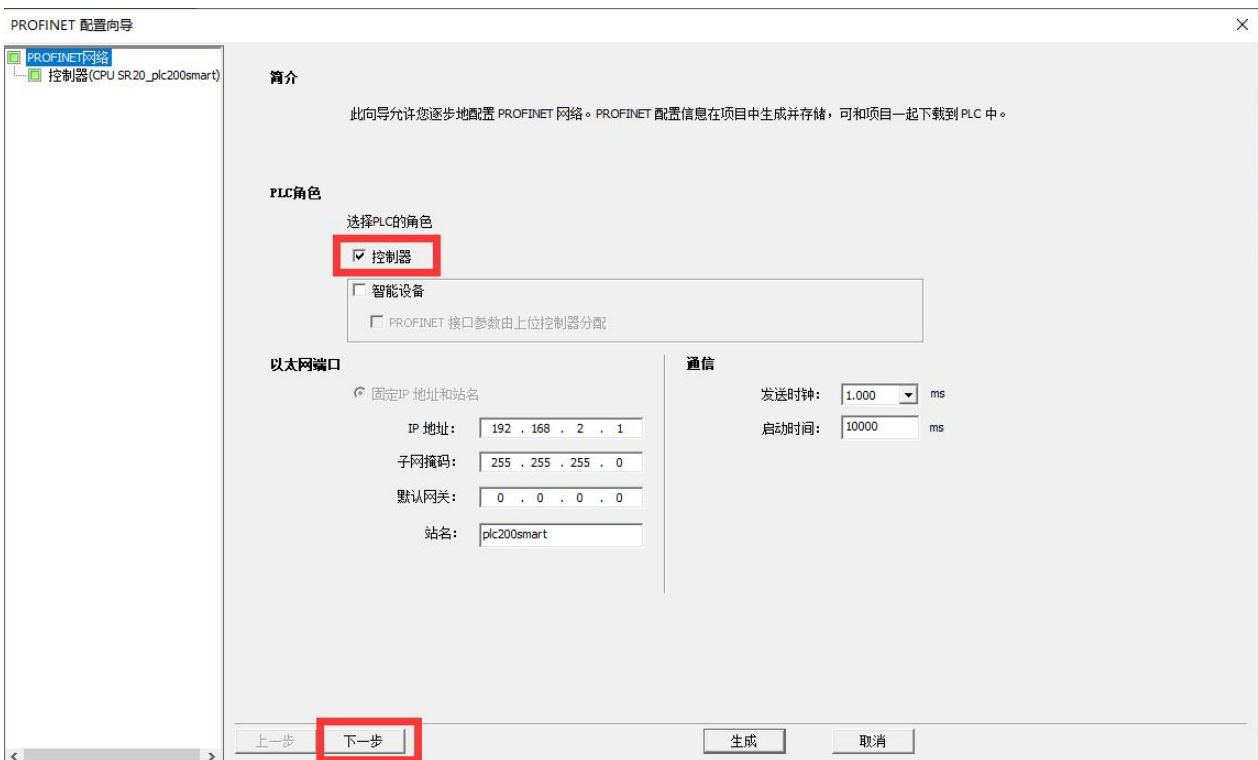 PROFINET 配置向导
PROFINET网络
控制器(CPU SR20_plc200smart)
简介
此向导允许您逐步地配置 PROFINET 网络。PROFINET 配置信息在项目中生成并存储，可和项目一起下载到 PLC 中。
PLC角色
选择PLC的角色
控制器
智能设备
PROFINET 接口参数由上位控制器分配
以太网端口
固定IP 地址和站名
IP 地址： 192 . 168 . 2 . 1
子网掩码： 255 . 255 . 255 . 0
默认网关： 0 . 0 . 0 . 0
站名： plc200smart
通信
发送时钟： 1.000 ms
启动时间： 10000 ms
上一步 下一步 生成 取消